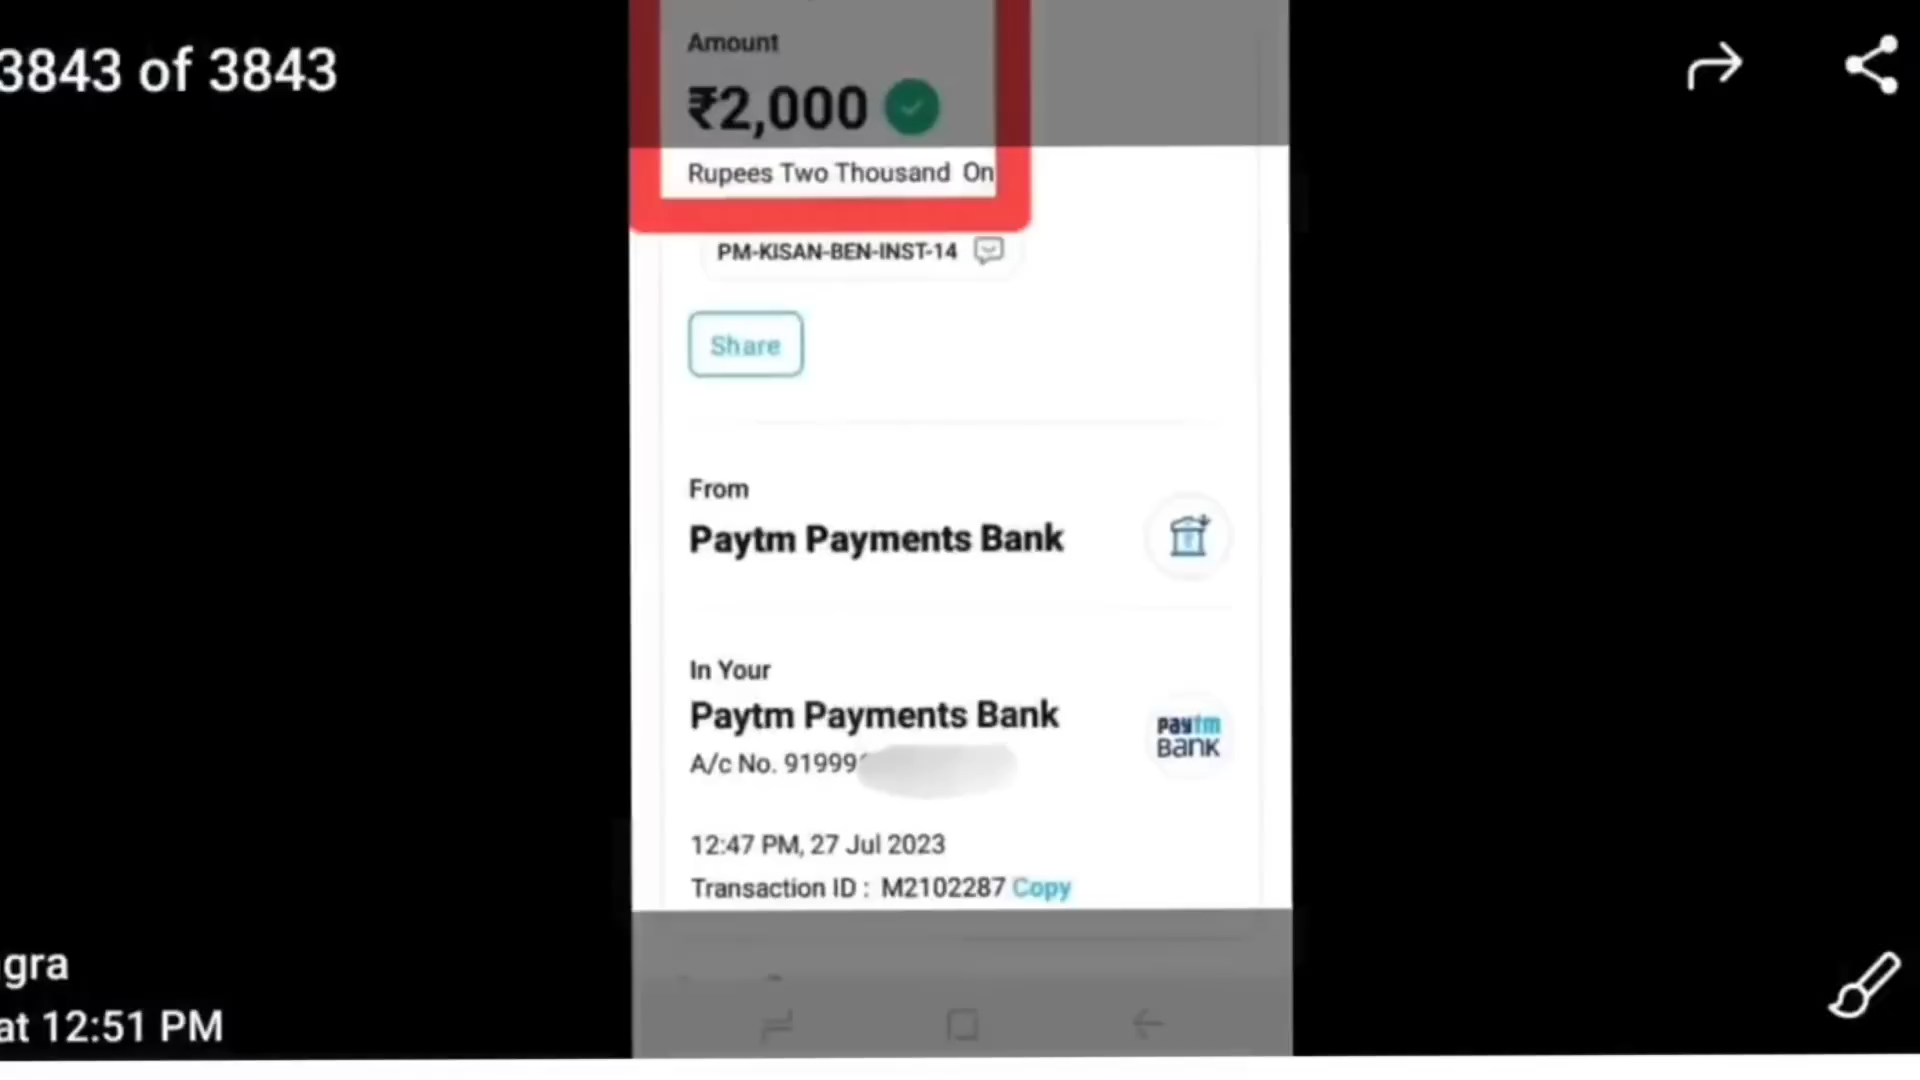 3843 of 3843
Amount
₹2,000
Rupees Two Thousand On
PM-KISAN-BEN-INST-14
Share
From
Paytm Payments Bank
In Your
Paytm Payments Bank
paytm
BANK
A/c No. 91999
12:47 PM, 27 Jul 2023
Transaction ID : M2102287 Copy
gra
at 12:51 PM